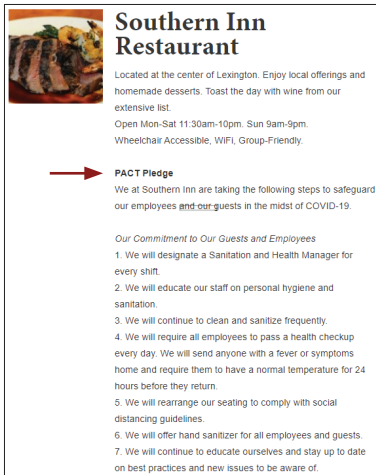 Southern Inn
Restaurant
Located at the center of Lexington. Enjoy local offerings and
homemade desserts. Toast the day with wine from our
extensive list.
Open Mon-Sat 11:30am-10pm. Sun 9am-9pm.
Wheelchair Accessible, WiFi, Group-Friendly.
PACT Pledge
We at Southern Inn are taking the following steps to safeguard
our employees and our guests in the midst of COVID-19.
Our Commitment to Our Guests and Employees
1. We will designate a Sanitation and Health Manager for
every shift.
2. We will educate our staff on personal hygiene and
sanitation.
3. We will continue to clean and sanitize frequently.
4. We will require all employees to pass a health checkup
every day. We will send anyone with a fever or symptoms
home and require them to have a normal temperature for 24
hours before they return.
5. We will rearrange our seating to comply with social
distancing guidelines.
6. We will offer hand sanitizer for all employees and guests.
7. We will continue to educate ourselves and stay up to date
on best practices and new issues to be aware of.